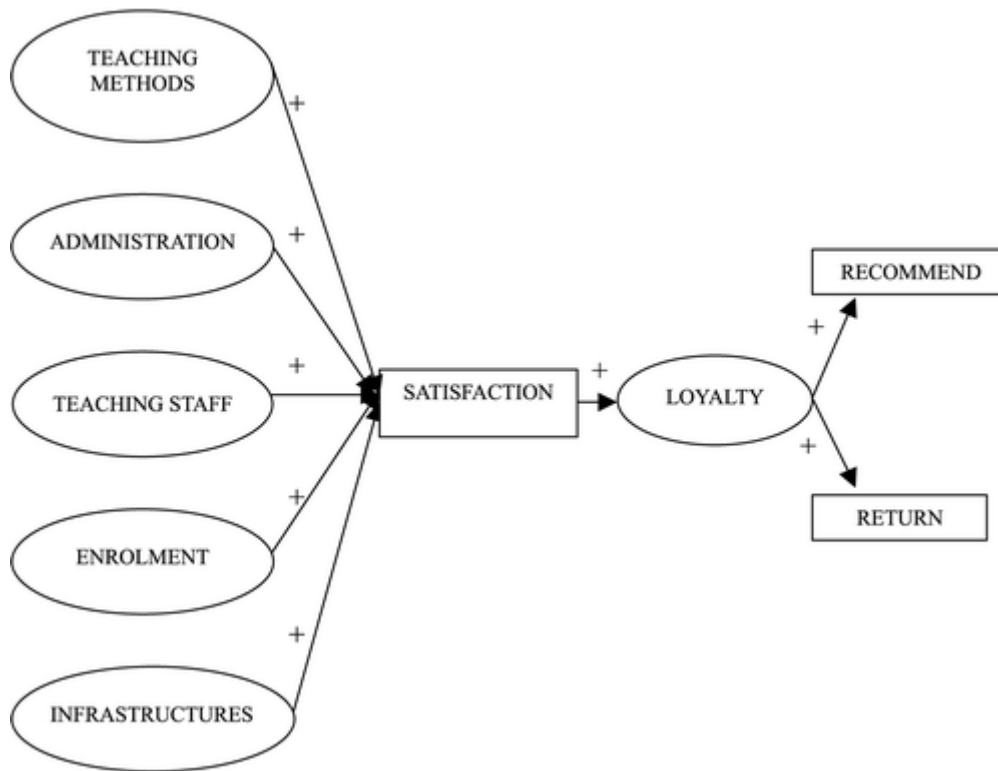 TEACHING
METHODS
+
ADMINISTRATION
+
TEACHING STAFF
+
ENROLMENT
+
INFRASTRUCTURES
+
SATISFACTION
+
LOYALTY
+
RECOMMEND
+
RETURN